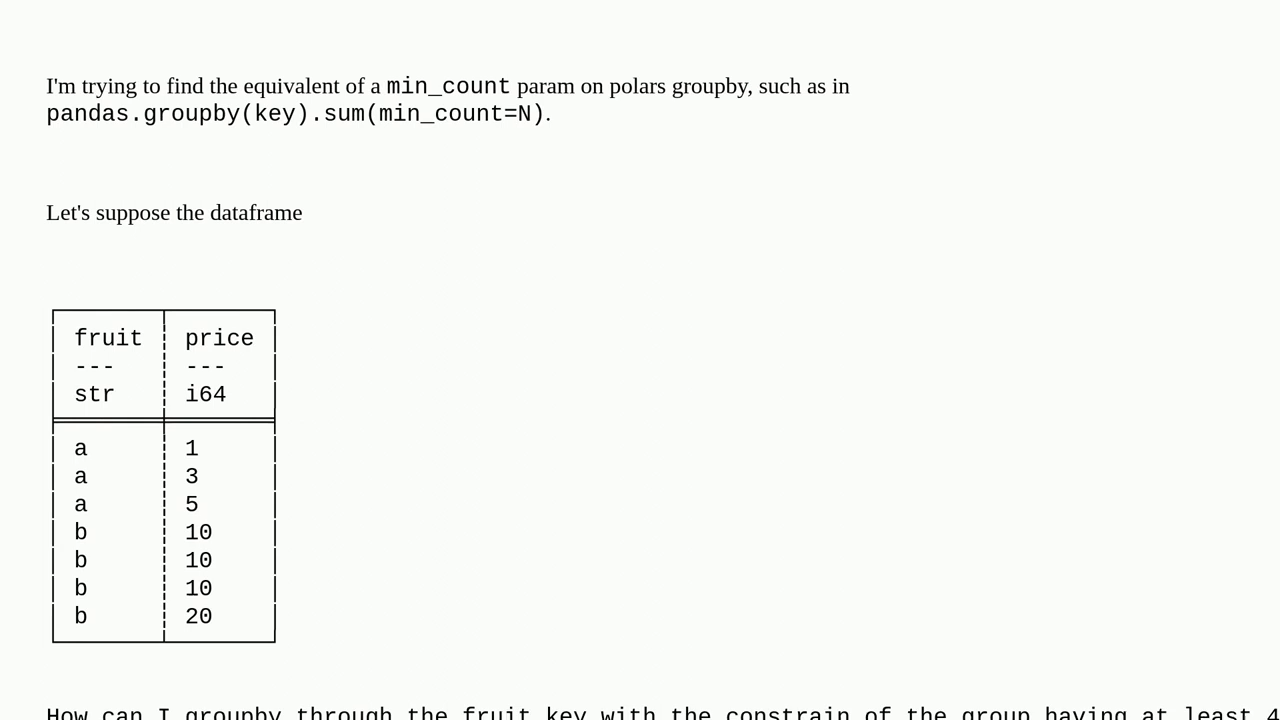 I'm trying to find the equivalent of a min_count param on polars groupby, such as in
pandas.groupby(key).sum(min_count=N).
Let's suppose the dataframe
fruit price
--- ---
str i64
a 1
a 3
a 5
b 10
b 10
b 10
b 20
How can I groupby through the fruit key with the constrain of the group having at least 4